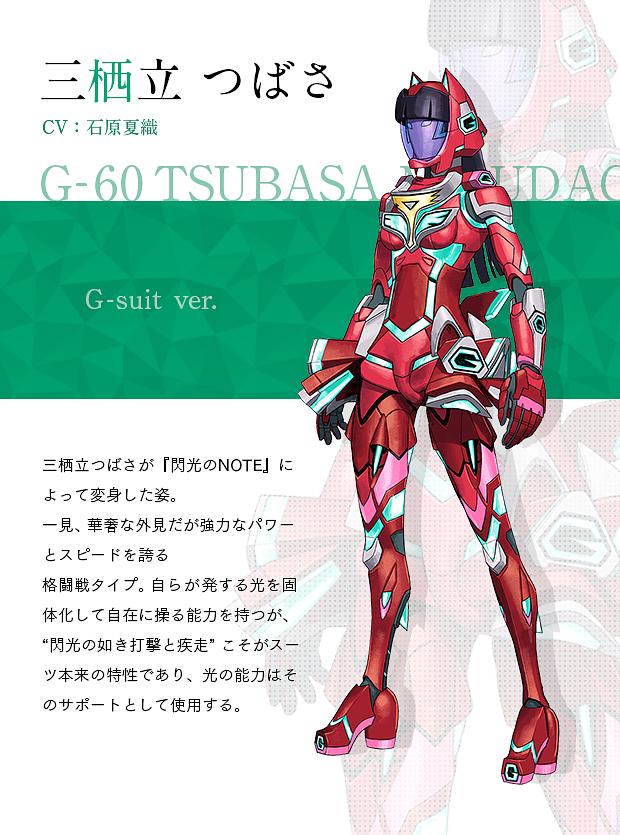 三栖立 つばさ
CV：石原夏織
G-60 TSUBASA
G-suit ver.
三栖立つばさが『閃光のNOTE』に
よって変身した姿。
一見、華奢な外見だが強力なパワー
とスピードを誇る
格闘戦タイプ。自らが発する光を固
体化して自在に操る能力を持つが、
“閃光の如き打撃と疾走” こそがスー
ツ本来の特性であり、光の能力はそ
のサポートとして使用する。